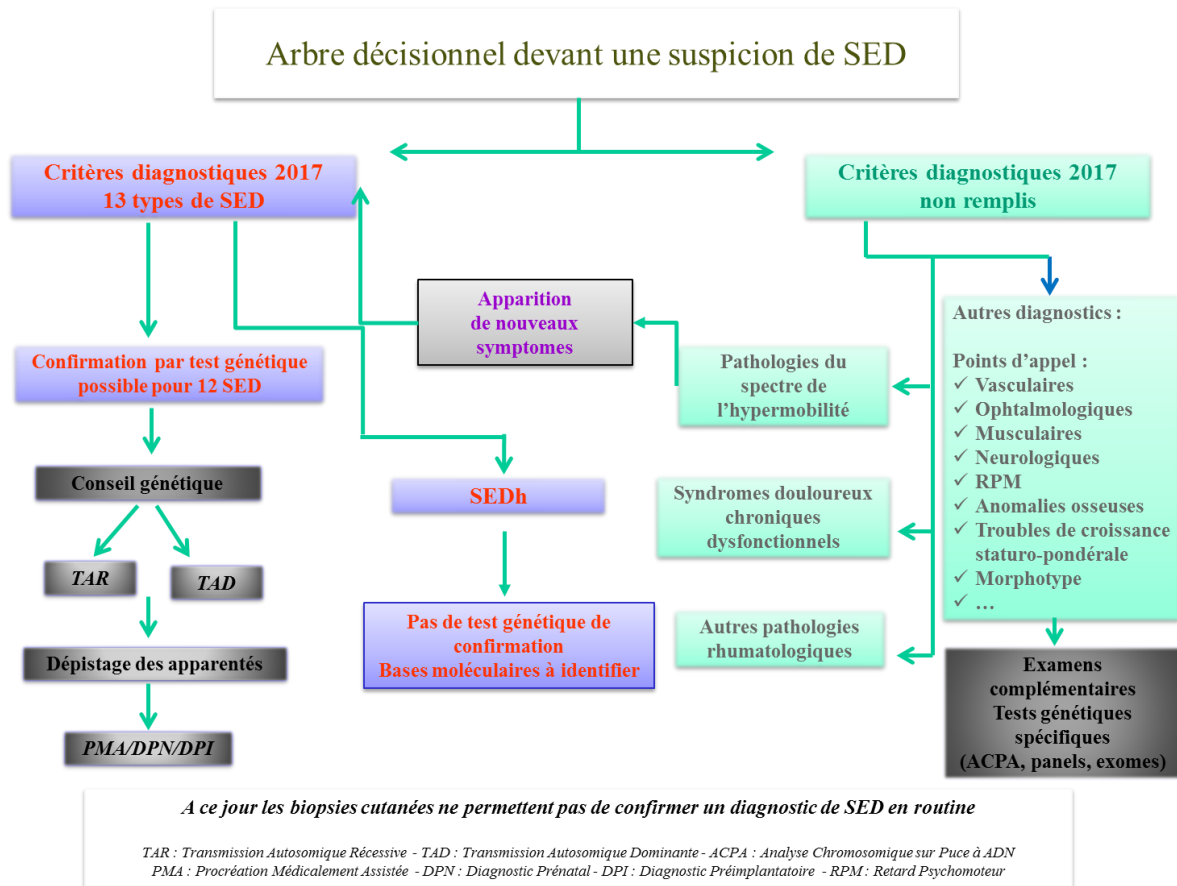 Arbre décisionnel devant une suspicion de SED
Critères diagnostiques 2017
13 types de SED
Critères diagnostiques 2017
non remplis
Apparition
de nouveaux
symptomes
Confirmation par test génétique
possible pour 12 SED
Conseil génétique
TAR
TAD
Dépistage des apparentés
PMA/DPN/DPI
SEDh
Pas de test génétique de
confirmation
Bases moléculaires à identifier
Pathologies du
spectre de
l’hypermobilité
Syndromes douloureux
chroniques
dysfonctionnels
Autres pathologies
rhumatologiques
Autres diagnostics :
Points d’appel :
✓ Vasculaires
✓ Ophtalmologiques
✓ Musculaires
✓ Neurologiques
✓ RPM
✓ Anomalies osseuses
✓ Troubles de croissance
staturo-pondérale
✓ Morphotype
✓ …
Examens
complémentaires
Tests génétiques
spécifiques
(ACPA, panels, exomes)
A ce jour les biopsies cutanées ne permettent pas de confirmer un diagnostic de SED en routine
TAR : Transmission Autosomique Récessive - TAD : Transmission Autosomique Dominante - ACPA : Analyse Chromosomique sur Puce à ADN
PMA : Procréation Médicalement Assistée - DPN : Diagnostic Prénatal - DPI : Diagnostic Préimplantatoire - RPM : Retard Psychomoteur